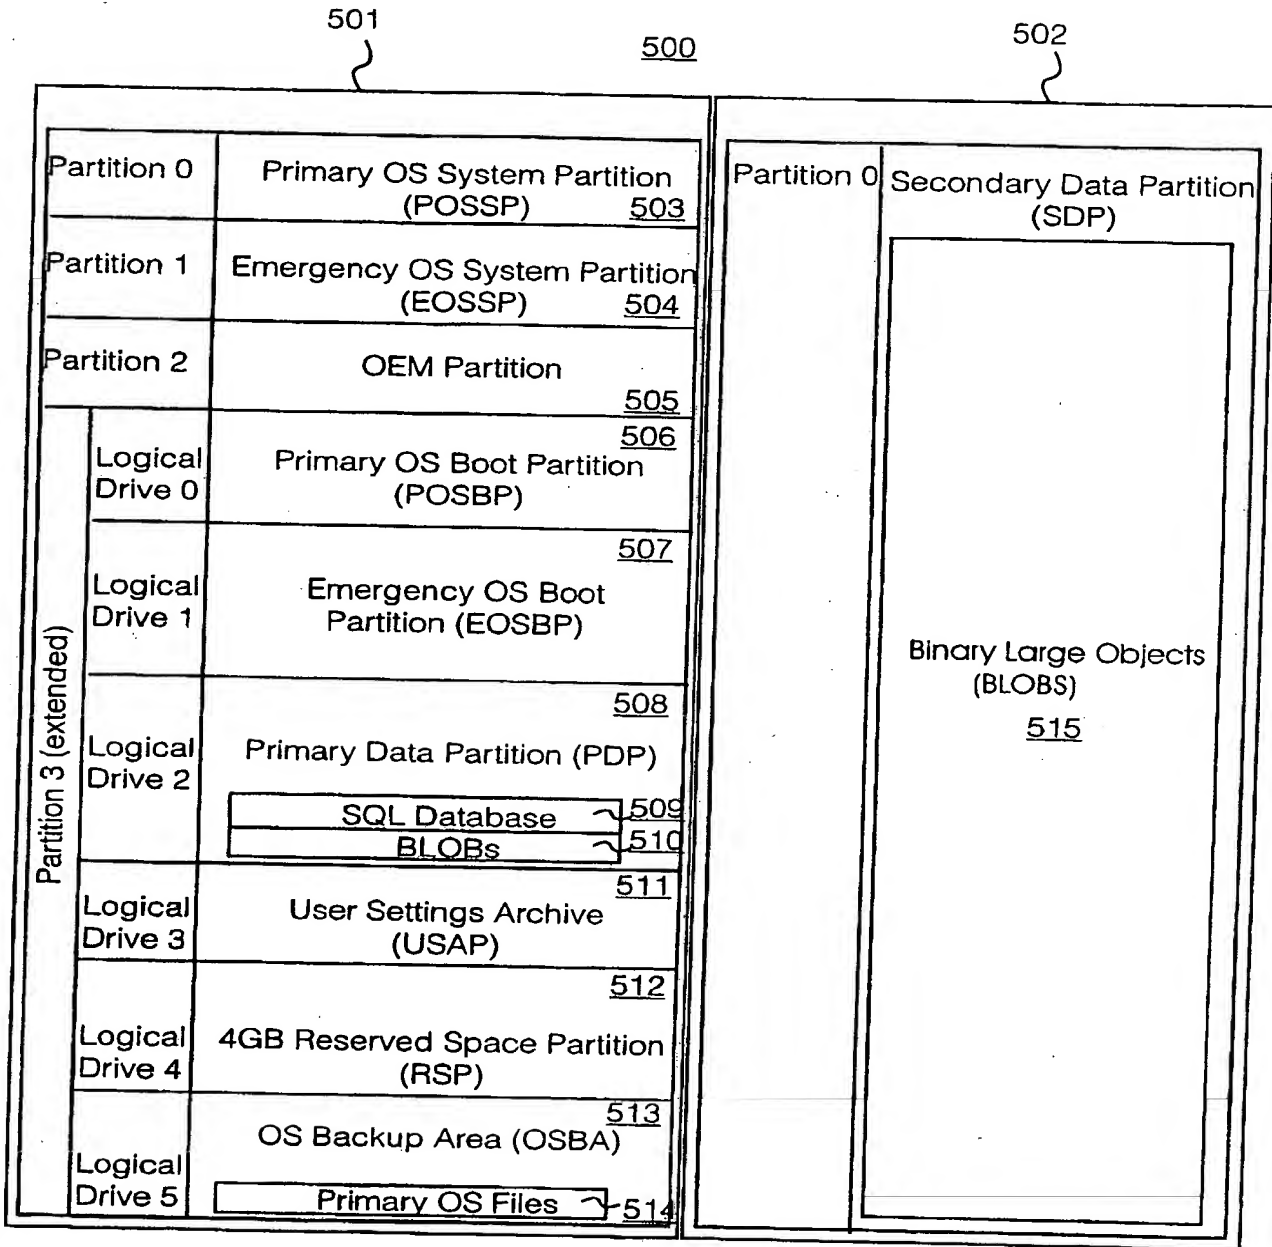 501
500
502
Partition 0
Primary OS System Partition
(POSSP) 503
Partition 1
Emergency OS System Partition
(EOSSP) 504
Partition 2
OEM Partition
505
Partition 3 (extended)
506
Logical
Drive 0
Primary OS Boot Partition
(POSBP)
507
Logical
Drive 1
Emergency OS Boot
Partition (EOSBP)
508
Logical
Drive 2
Primary Data Partition (PDP)
SQL Database 509
BLOBs 510
511
Logical
Drive 3
User Settings Archive
(USAP)
512
Logical
Drive 4
4GB Reserved Space Partition
(RSP)
513
OS Backup Area (OSBA)
Logical
Drive 5
Primary OS Files 514
Partition 0
Secondary Data Partition
(SDP)
Binary Large Objects
(BLOBS)
515